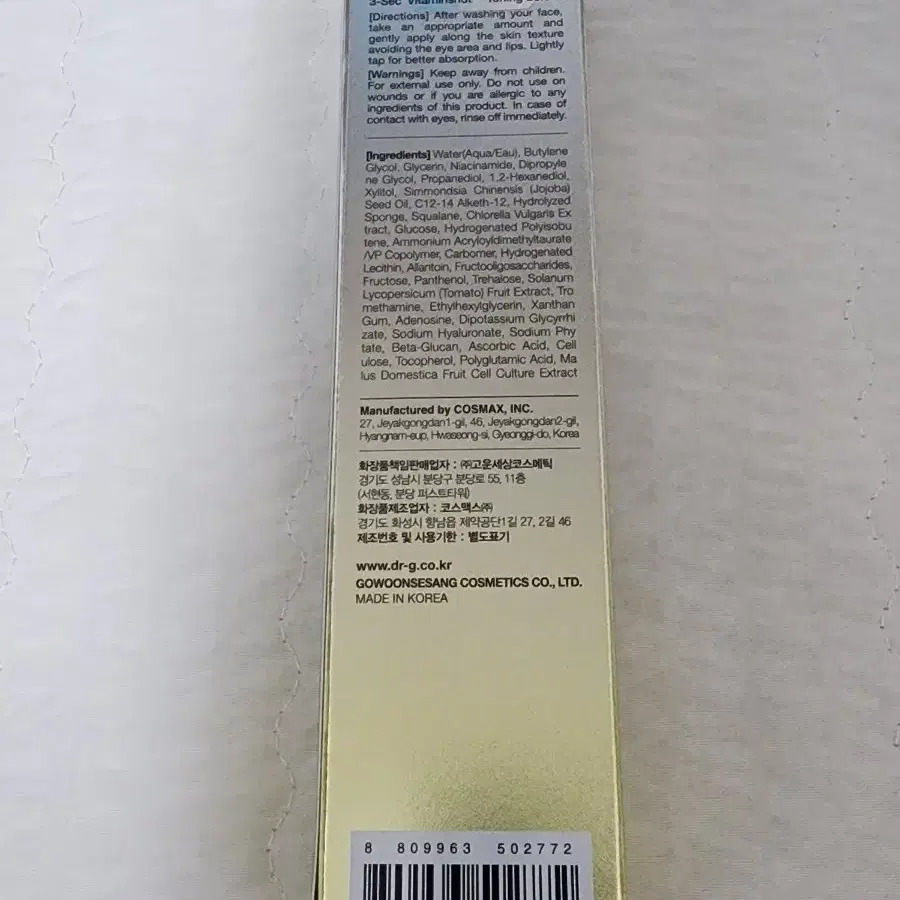 3-Sec Vitaminshot
[Directions] After washing your face,
take an appropriate amount and
gently apply along the skin texture
avoiding the eye area and lips. Lightly
tap for better absorption.
[Warnings] Keep away from children.
For external use only. Do not use on
wounds or if you are allergic to any
ingredients of this product. In case of
contact with eyes, rinse off immediately.
[Ingredients] Water(Aqua/Eau), Butylene
Glycol, Glycerin, Niacinamide, Dipropyle
ne Glycol, Propanediol, 1,2-Hexanediol,
Xylitol, Simmondsia Chinensis (Jojoba)
Seed Oil, C12-14 Alketh-12, Hydrolyzed
Sponge, Squalane, Chlorella Vulgaris Ex
tract, Glucose, Hydrogenated Polyisobu
tene, Ammonium Acryloyldimethyltaurate
/VP Copolymer, Carbomer, Hydrogenated
Lecithin, Allantoin, Fructooligosaccharides,
Fructose, Panthenol, Trehalose, Solanum
Lycopersicum (Tomato) Fruit Extract, Tro
methamine, Ethylhexylglycerin, Xanthan
Gum, Adenosine, Dipotassium Glycyrrhi
zate, Sodium Hyaluronate, Sodium Phy
tate, Beta-Glucan, Ascorbic Acid, Cell
ulose, Tocopherol, Polyglutamic Acid, Ma
lus Domestica Fruit Cell Culture Extract
Manufactured by COSMAX, INC.
27, Jeyakgongdan1-gil, 46, Jeyakgongdan2-gil,
Hyangnam-eup, Hwaseong-si, Gyeonggi-do, Korea
화장품책임판매업자 : ㈜고운세상코스메틱
경기도 성남시 분당구 분당로 55, 11층
(서현동, 분당 퍼스트타워)
화장품제조업자 : 코스맥스㈜
경기도 화성시 향남읍 제약공단1길 27, 2길 46
제조번호 및 사용기한 : 별도표기
www.dr-g.co.kr
GOWOONSESANG COSMETICS CO., LTD.
MADE IN KOREA
8 809963 502772